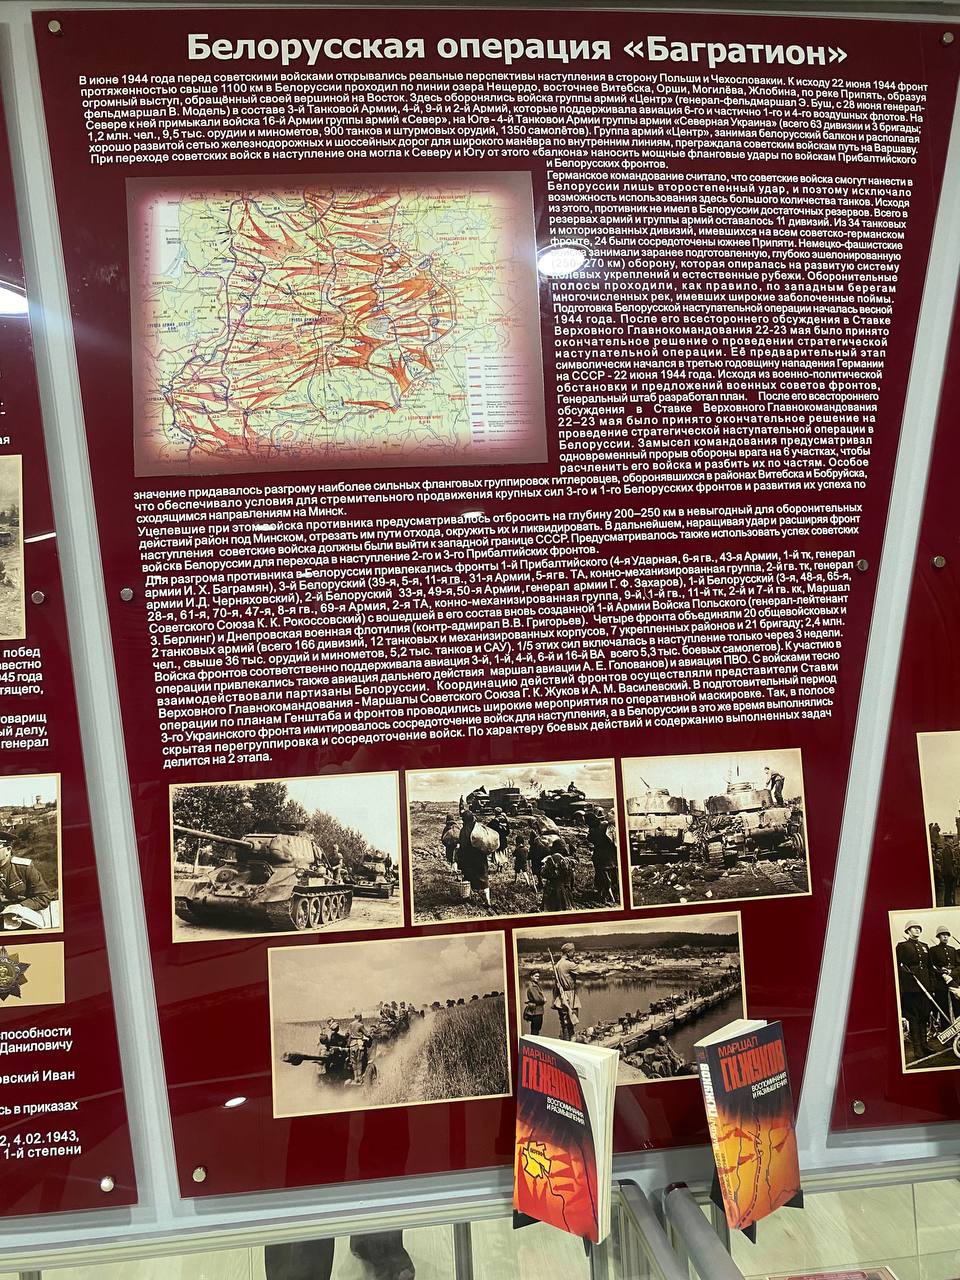 Белорусская операция «Багратион»
В июне 1944 года перед советскими войсками открывались реальные перспективы наступления в сторону Польши и Чехословакии. К исходу 22 июня 1944 фронт
протяженностью свыше 1100 км в Белоруссии проходил по линии озера Нещердо, восточнее Витебска, Орши, Могилёва, Жлобина, по реке Припять, образуя
огромный выступ, обращённый своей вершиной на Восток. Здесь оборонялись войска группы армий «Центр» (генерал-фельдмаршал Э. Буш, с 28 июня генерал-
фельдмаршал В. Модель) в составе 3-й Танковой Армии, 4-й, 9-й и 2-й Армий, которые поддерживала авиация 6-го и частично 1-го и 4-го воздушных флотов. На
Севере к ней примыкали войска 16-й Армии группы армий «Север», на Юге - 4-й Танковой Армии группы армий «Северная Украина» (всего 63 дивизии и 3 бригады;
1,2 млн. чел., 9,5 тыс. орудий и минометов, 900 танков и штурмовых орудий, 1350 самолётов). Группа армий «Центр», занимая белорусский балкон и располагая
хорошо развитой сетью железнодорожных и шоссейных дорог для широкого манёвра по внутренним линиям, преграждала советским войскам путь на Варшаву.
При переходе советских войск в наступление она могла к Северу и Югу от этого «балкона» наносить мощные фланговые удары по войскам Прибалтийского
и Белорусских фронтов.
Германское командование считало, что советские войска смогут нанести в
Белоруссии лишь второстепенный удар, и поэтому исключало
возможность использования здесь большого количества танков. Исходя
из этого, противник не имел в Белоруссии достаточных резервов. Всего в
резервах армий и группы армий оставалось 11 дивизий. Из 34 танковых
и моторизованных дивизий, имевшихся на всем советско-германском
фронте, 24 были сосредоточены южнее Припяти. Немецко-фашистские
занимали заранее подготовленную, глубоко эшелонированную
270 км) оборону, которая опиралась на развитую систему
полевых укреплений и естественные рубежи. Оборонительные
полосы проходили, как правило, по западным берегам
многочисленных рек, имевших широкие заболоченные поймы.
Подготовка Белорусской наступательной операции началась весной
1944 года. После его всестороннего обсуждения в Ставке
Верховного Главнокомандования 22-23 мая было принято
окончательное решение о проведении стратегической
наступательной операции. Её предварительный этап
символически начался в третью годовщину нападения Германии
на СССР - 22 июня 1944 года. Исходя из военно-политической
обстановки и предложений военных советов фронтов,
Генеральный штаб разработал план. После его всестороннего
обсуждения в Ставке Верховного Главнокомандования
22–23 мая было принято окончательное решение на
проведение стратегической наступательной операции в
Белоруссии. Замысел командования предусматривал
одновременный прорыв обороны врага на 6 участках, чтобы
расчленить его войска и разбить их по частям. Особое
значение придавалось разгрому наиболее сильных фланговых группировок гитлеровцев, оборонявшихся в районах Витебска и Бобруйска,
что обеспечивало условия для стремительного продвижения крупных сил 3-го и 1-го Белорусских фронтов и развития их успеха по
сходящимся направлениям на Минск.
Уцелевшие при этом войска противника предусматривалось отбросить на глубину 200–250 км в невыгодный для оборонительных
действий район под Минском, отрезать им пути отхода, окружить их и ликвидировать. В дальнейшем, наращивая удар и расширяя фронт
наступления советские войска должны были выйти к западной границе СССР. Предусматривалось также использовать успех советских
войск в Белоруссии для перехода в наступление 2-го и 3-го Прибалтийских фронтов.
Для разгрома противника в Белоруссии привлекались фронты 1-й Прибалтийский (4-я Ударная, 6-я гв., 43-я Армии, 1-й тк, генерал
армии И. Х. Баграмян), 3-й Белоруский (39-я, 5-я, 11-я гв., 31-я Армии, 5-я гв. ТА, конно-механизированная группа, 2-й гв. тк, генерал
армии И.Д. Черняховский), 2-й Белоруский 33-я, 49-я, 50-я Армии, генерал армии Г. Ф. Захаров), 1-й Белорусский (3-я, 48-я, 65-я,
28-я, 61-я, 70-я, 47-я, 8-я гв., 69-я Армия, 2-я ТА, конно-механизированная группа, 9-й, 1-й гв., 11-й тк, 2-й и 7-й гв. кк, Маршал
Советского Союза К. К. Рокоссовский) с вошедшей в его состав вновь созданной 1-й Армии Войска Польского (генерал-лейтенант
З. Берлинг) и Днепровская военная флотилия (контр-адмирал В.В. Григорьев). Четыре фронта объединяли 20 общевойсковых и
2 танковых армии (всего 166 дивизий, 12 танковых и механизированных корпусов, 7 укрепленных районов и 21 бригаду; 2,4 млн.
чел., свыше 36 тыс. орудий и минометов, 5,2 тыс. танков и САУ). 1/5 этих сил включалась в наступление только через 3 недели.
Войска фронтов соответственно поддерживала авиация 3-й, 1-й, 4-й, 6-й и 16-й ВА всего 5,3 тыс. боевых самолетов). К участию в
операции привлекались также авиация дальнего действия маршал авиации А. Е. Голованов) и авиация ПВО. С войсками тесно
взаимодействовали партизаны Белоруссии. Координацию действий фронтов осуществляли представители Ставки
Верховного Главнокомандования - Маршалы Советского Союза Г. К. Жуков и А. М. Василевский. В подготовительный период
операции по планам Генштаба и фронтов проводились широкие мероприятия по оперативной маскировке. Так, в полосе
3-го Украинского фронта имитировалось сосредоточение войск для наступления, а в Белоруссии в это же время выполнялись
скрытая перегруппировка и сосредоточение войск. По характеру боевых действий и содержанию выполненных задач
делится на 2 этапа.
МАРШАЛ
Г.К.ЖУКОВ
ВОСПОМИНАНИЯ
И РАЗМЫШЛЕНИЯ
МАРШАЛ
Г.К.ЖУКОВ
ВОСПОМИНАНИЯ
И РАЗМЫШЛЕНИЯ
побед
945 года
товарищ
ый делу,
генерал
способности
Даниловичу
овский Иван
сь в приказах
2, 4.02.1943,
1-й степени